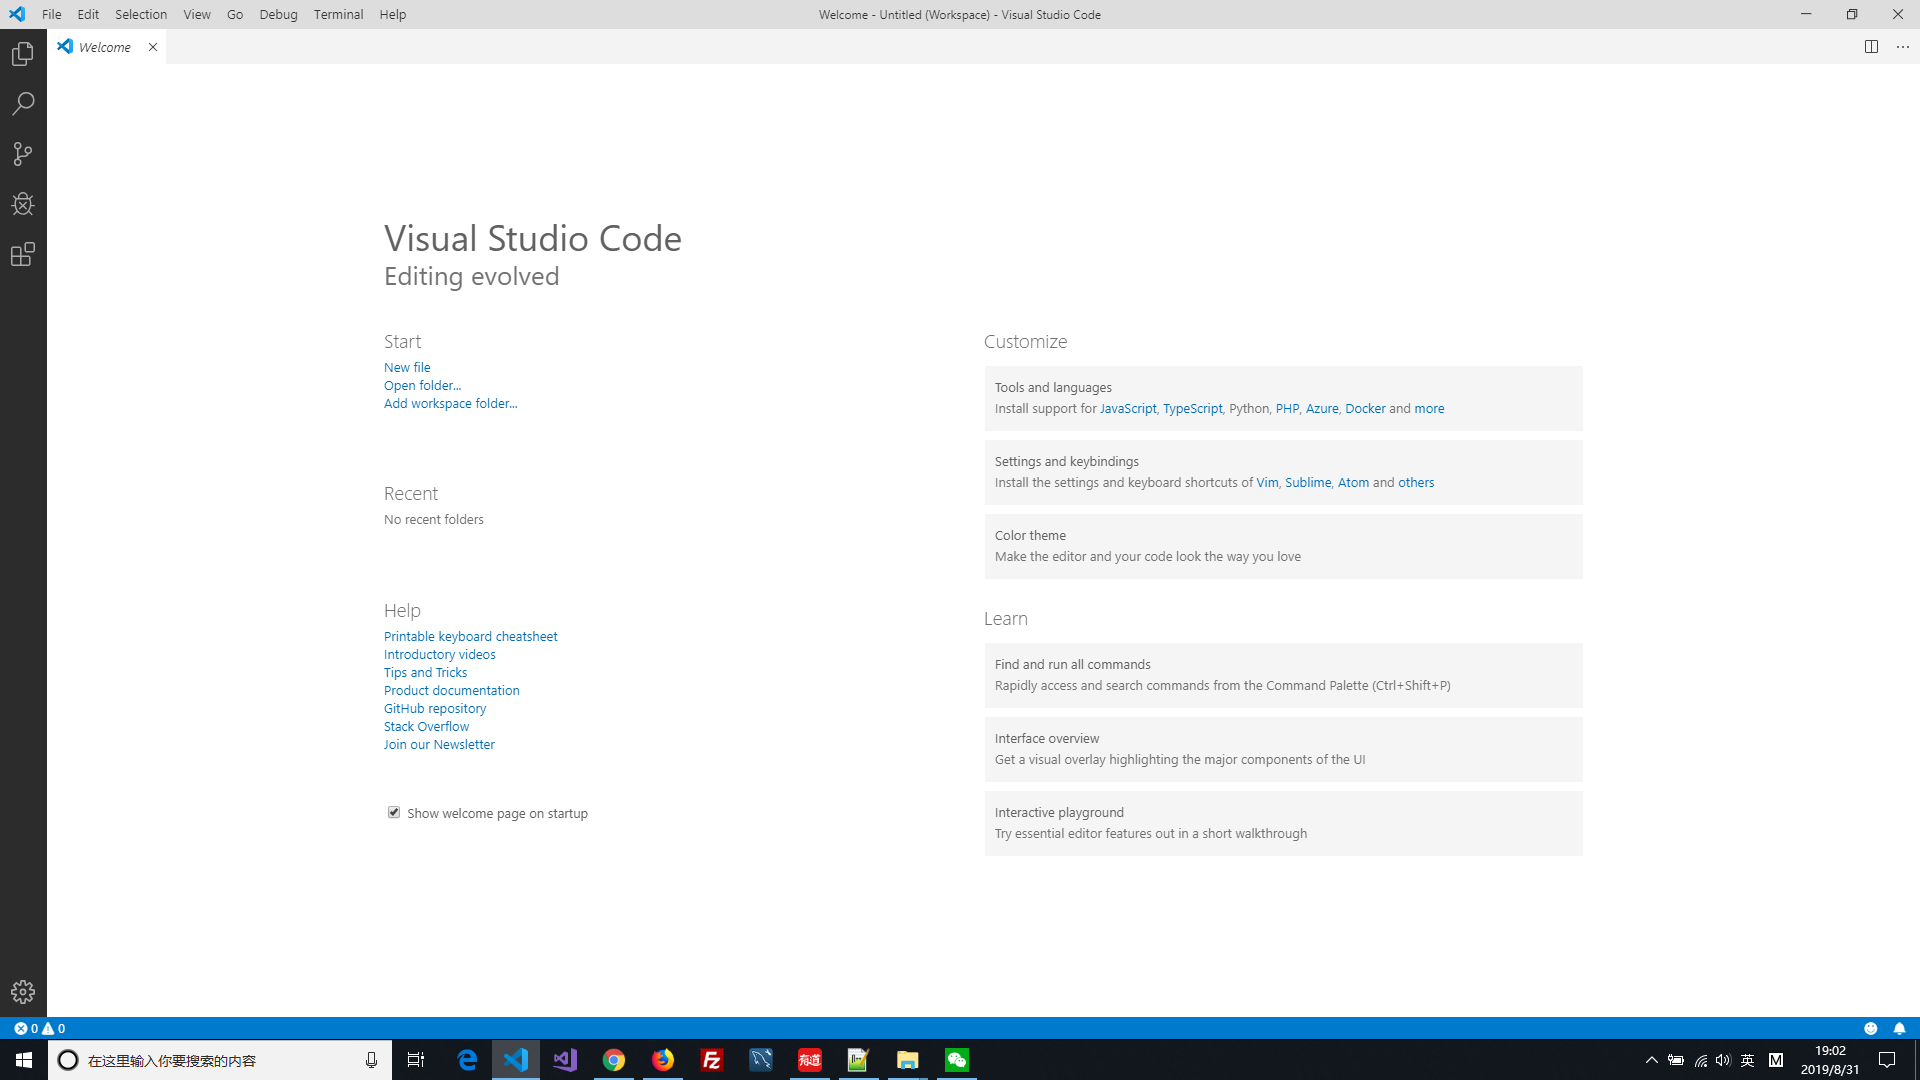 File Edit Selection View Go Debug Terminal Help
Welcome - Untitled (Workspace) - Visual Studio Code
Welcome
Visual Studio Code
Editing evolved
Start
New file
Open folder...
Add workspace folder...
Recent
No recent folders
Help
Printable keyboard cheatsheet
Introductory videos
Tips and Tricks
Product documentation
GitHub repository
Stack Overflow
Join our Newsletter
Show welcome page on startup
Customize
Tools and languages
Install support for JavaScript, TypeScript, Python, PHP, Azure, Docker and more
Settings and keybindings
Install the settings and keyboard shortcuts of Vim, Sublime, Atom and others
Color theme
Make the editor and your code look the way you love
Learn
Find and run all commands
Rapidly access and search commands from the Command Palette (Ctrl+Shift+P)
Interface overview
Get a visual overlay highlighting the major components of the UI
Interactive playground
Try essential editor features out in a short walkthrough
0 0
在这里输入你要搜索的内容
Fz
有道
英
M
19:02
2019/8/31